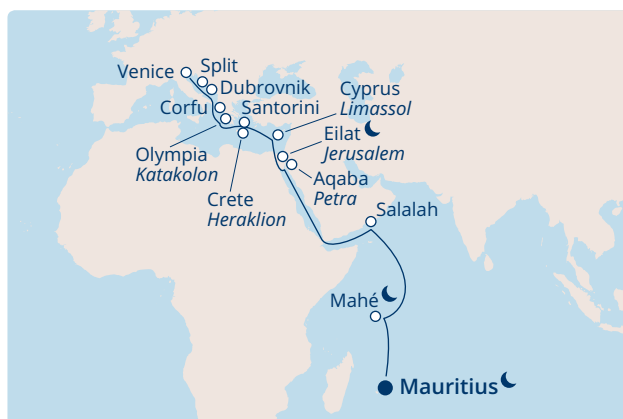 Venice
Split
Dubrovnik
Corfu
Santorini
Cyprus
Limassol
Eilat
Jerusalem
Olympia
Katakolon
Aqaba
Petra
Crete
Heraklion
Salalah
Mahé
Mauritius